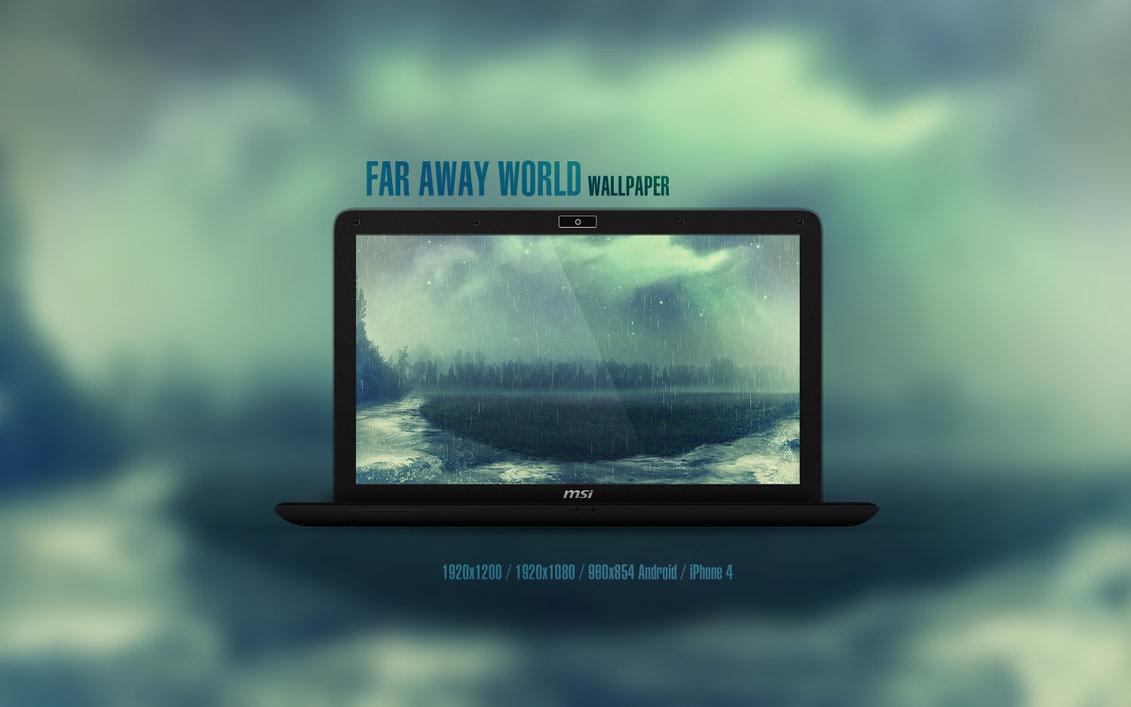 FAR AWAY WORLD WALLPAPER
msi
1920x1200 / 1920x1080 / 960x854 Android / iPhone 4